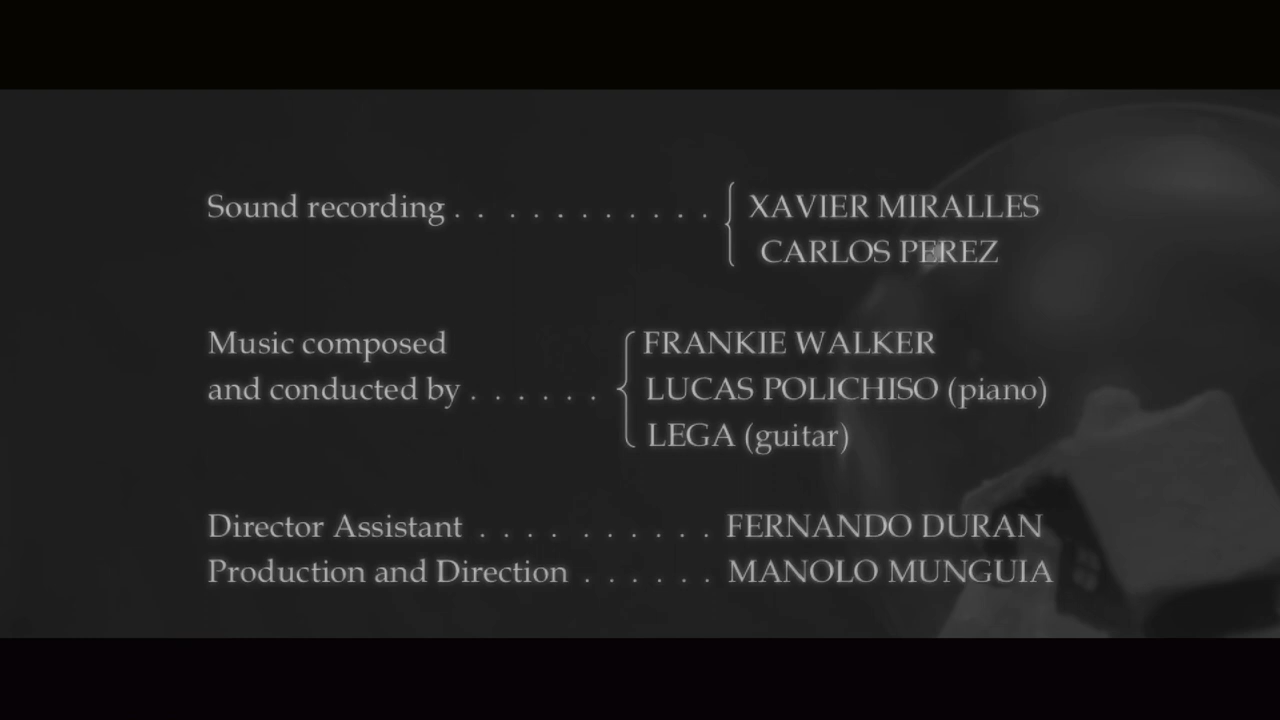 Sound recording . . . . . . . . . . . { XAVIER MIRALLES
CARLOS PEREZ
Music composed
FRANKIE WALKER
and conducted by . . . . . . { LUCAS POLICHISO (piano)
LEGA (guitar)
Director Assistant . . . . . . . . . . FERNANDO DURAN
Production and Direction . . . . . . MANOLO MUNGUIA